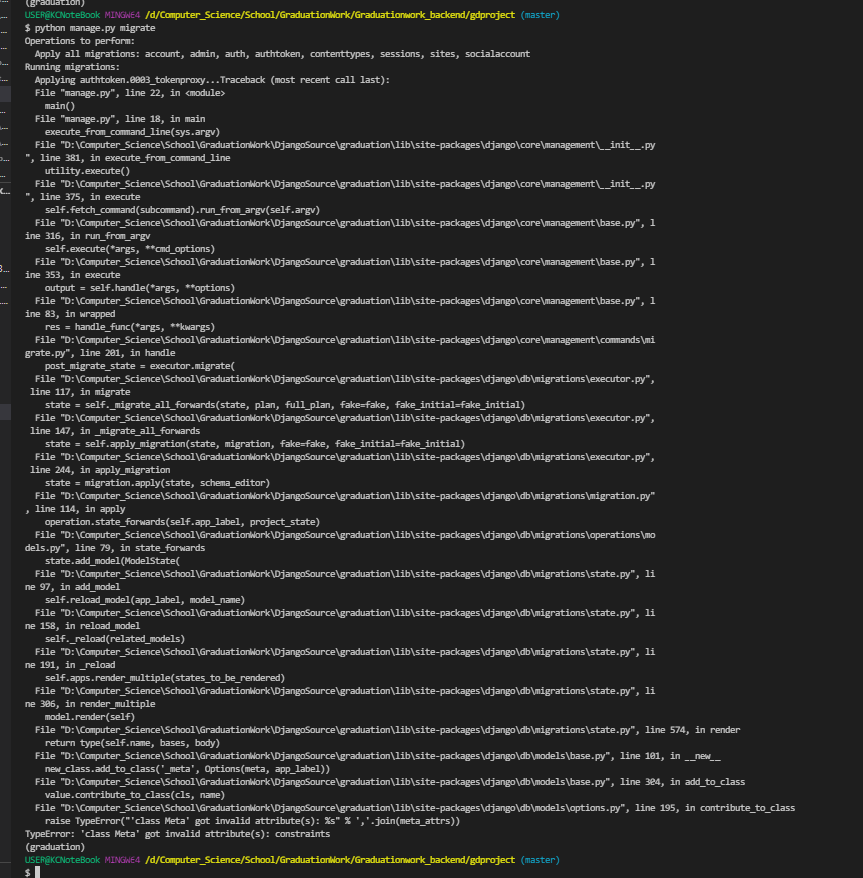 (graduation)
USER@KCNoteBook MINGW64 /d/Computer_Science/School/GraduationWork/Graduationwork_backend/gdproject (master)
$ python manage.py migrate
Operations to perform:
  Apply all migrations: account, admin, auth, authtoken, contenttypes, sessions, sites, socialaccount
Running migrations:
  Applying authtoken.0003_tokenproxy...Traceback (most recent call last):
  File "manage.py", line 22, in <module>
    main()
  File "manage.py", line 18, in main
    execute_from_command_line(sys.argv)
  File "D:\Computer_Science\School\GraduationWork\DjangoSource\graduation\lib\site-packages\django\core\management\__init__.py
", line 381, in execute_from_command_line
    utility.execute()
  File "D:\Computer_Science\School\GraduationWork\DjangoSource\graduation\lib\site-packages\django\core\management\__init__.py
", line 375, in execute
    self.fetch_command(subcommand).run_from_argv(self.argv)
  File "D:\Computer_Science\School\GraduationWork\DjangoSource\graduation\lib\site-packages\django\core\management\base.py", l
ine 316, in run_from_argv
    self.execute(*args, **cmd_options)
  File "D:\Computer_Science\School\GraduationWork\DjangoSource\graduation\lib\site-packages\django\core\management\base.py", l
ine 353, in execute
    output = self.handle(*args, **options)
  File "D:\Computer_Science\School\GraduationWork\DjangoSource\graduation\lib\site-packages\django\core\management\base.py", l
ine 83, in wrapped
    res = handle_func(*args, **kwargs)
  File "D:\Computer_Science\School\GraduationWork\DjangoSource\graduation\lib\site-packages\django\core\management\commands\mi
grate.py", line 201, in handle
    post_migrate_state = executor.migrate(
  File "D:\Computer_Science\School\GraduationWork\DjangoSource\graduation\lib\site-packages\django\db\migrations\executor.py",
 line 117, in migrate
    state = self._migrate_all_forwards(state, plan, full_plan, fake=fake, fake_initial=fake_initial)
  File "D:\Computer_Science\School\GraduationWork\DjangoSource\graduation\lib\site-packages\django\db\migrations\executor.py",
 line 147, in _migrate_all_forwards
    state = self.apply_migration(state, migration, fake=fake, fake_initial=fake_initial)
  File "D:\Computer_Science\School\GraduationWork\DjangoSource\graduation\lib\site-packages\django\db\migrations\executor.py",
 line 244, in apply_migration
    state = migration.apply(state, schema_editor)
  File "D:\Computer_Science\School\GraduationWork\DjangoSource\graduation\lib\site-packages\django\db\migrations\migration.py"
, line 114, in apply
    operation.state_forwards(self.app_label, project_state)
  File "D:\Computer_Science\School\GraduationWork\DjangoSource\graduation\lib\site-packages\django\db\migrations\operations\mo
dels.py", line 79, in state_forwards
    state.add_model(ModelState(
  File "D:\Computer_Science\School\GraduationWork\DjangoSource\graduation\lib\site-packages\django\db\migrations\state.py", li
ne 97, in add_model
    self.reload_model(app_label, model_name)
  File "D:\Computer_Science\School\GraduationWork\DjangoSource\graduation\lib\site-packages\django\db\migrations\state.py", li
ne 158, in reload_model
    self._reload(related_models)
  File "D:\Computer_Science\School\GraduationWork\DjangoSource\graduation\lib\site-packages\django\db\migrations\state.py", li
ne 191, in _reload
    self.apps.render_multiple(states_to_be_rendered)
  File "D:\Computer_Science\School\GraduationWork\DjangoSource\graduation\lib\site-packages\django\db\migrations\state.py", li
ne 306, in render_multiple
    model.render(self)
  File "D:\Computer_Science\School\GraduationWork\DjangoSource\graduation\lib\site-packages\django\db\migrations\state.py", line 574, in render
    return type(self.name, bases, body)
  File "D:\Computer_Science\School\GraduationWork\DjangoSource\graduation\lib\site-packages\django\db\models\base.py", line 101, in __new__
    new_class.add_to_class('_meta', Options(meta, app_label))
  File "D:\Computer_Science\School\GraduationWork\DjangoSource\graduation\lib\site-packages\django\db\models\base.py", line 304, in add_to_class
    value.contribute_to_class(cls, name)
  File "D:\Computer_Science\School\GraduationWork\DjangoSource\graduation\lib\site-packages\django\db\models\options.py", line 195, in contribute_to_class
    raise TypeError("'class Meta' got invalid attribute(s): %s" % ','.join(meta_attrs))
TypeError: 'class Meta' got invalid attribute(s): constraints
(graduation)
USER@KCNoteBook MINGW64 /d/Computer_Science/School/GraduationWork/Graduationwork_backend/gdproject (master)
$